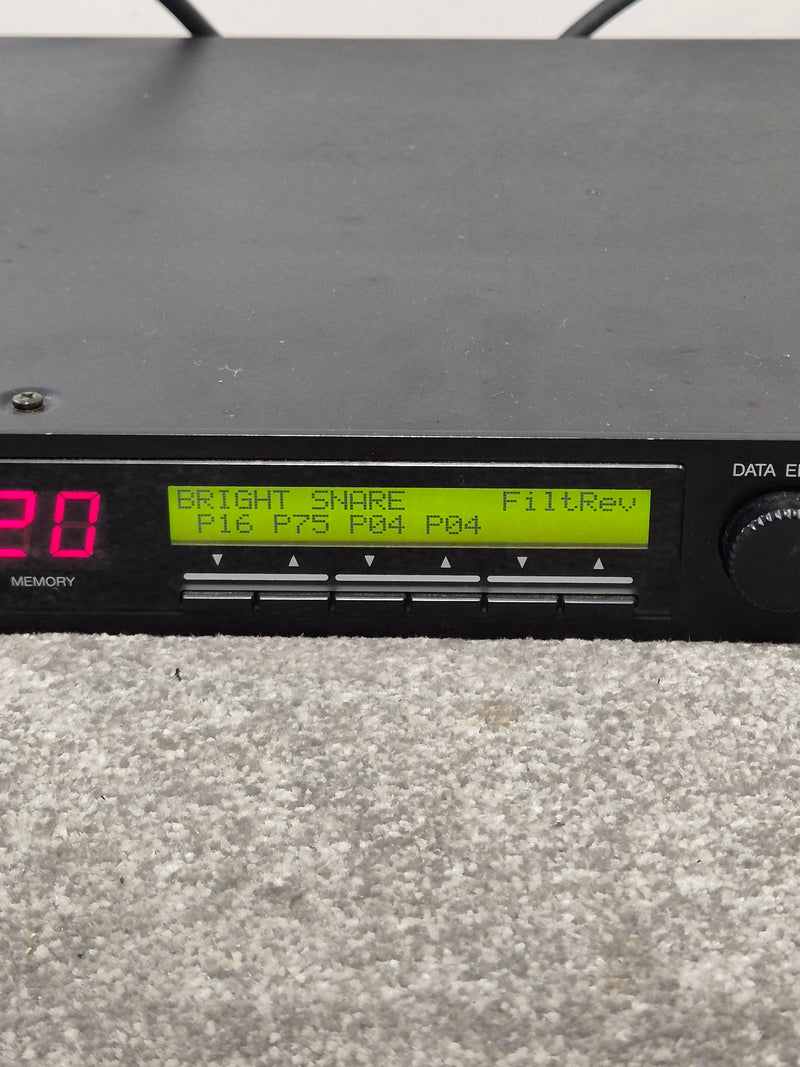 BRIGHT SNARE FiltRev
P16 P75 P04 P04
20
MEMORY
DATA